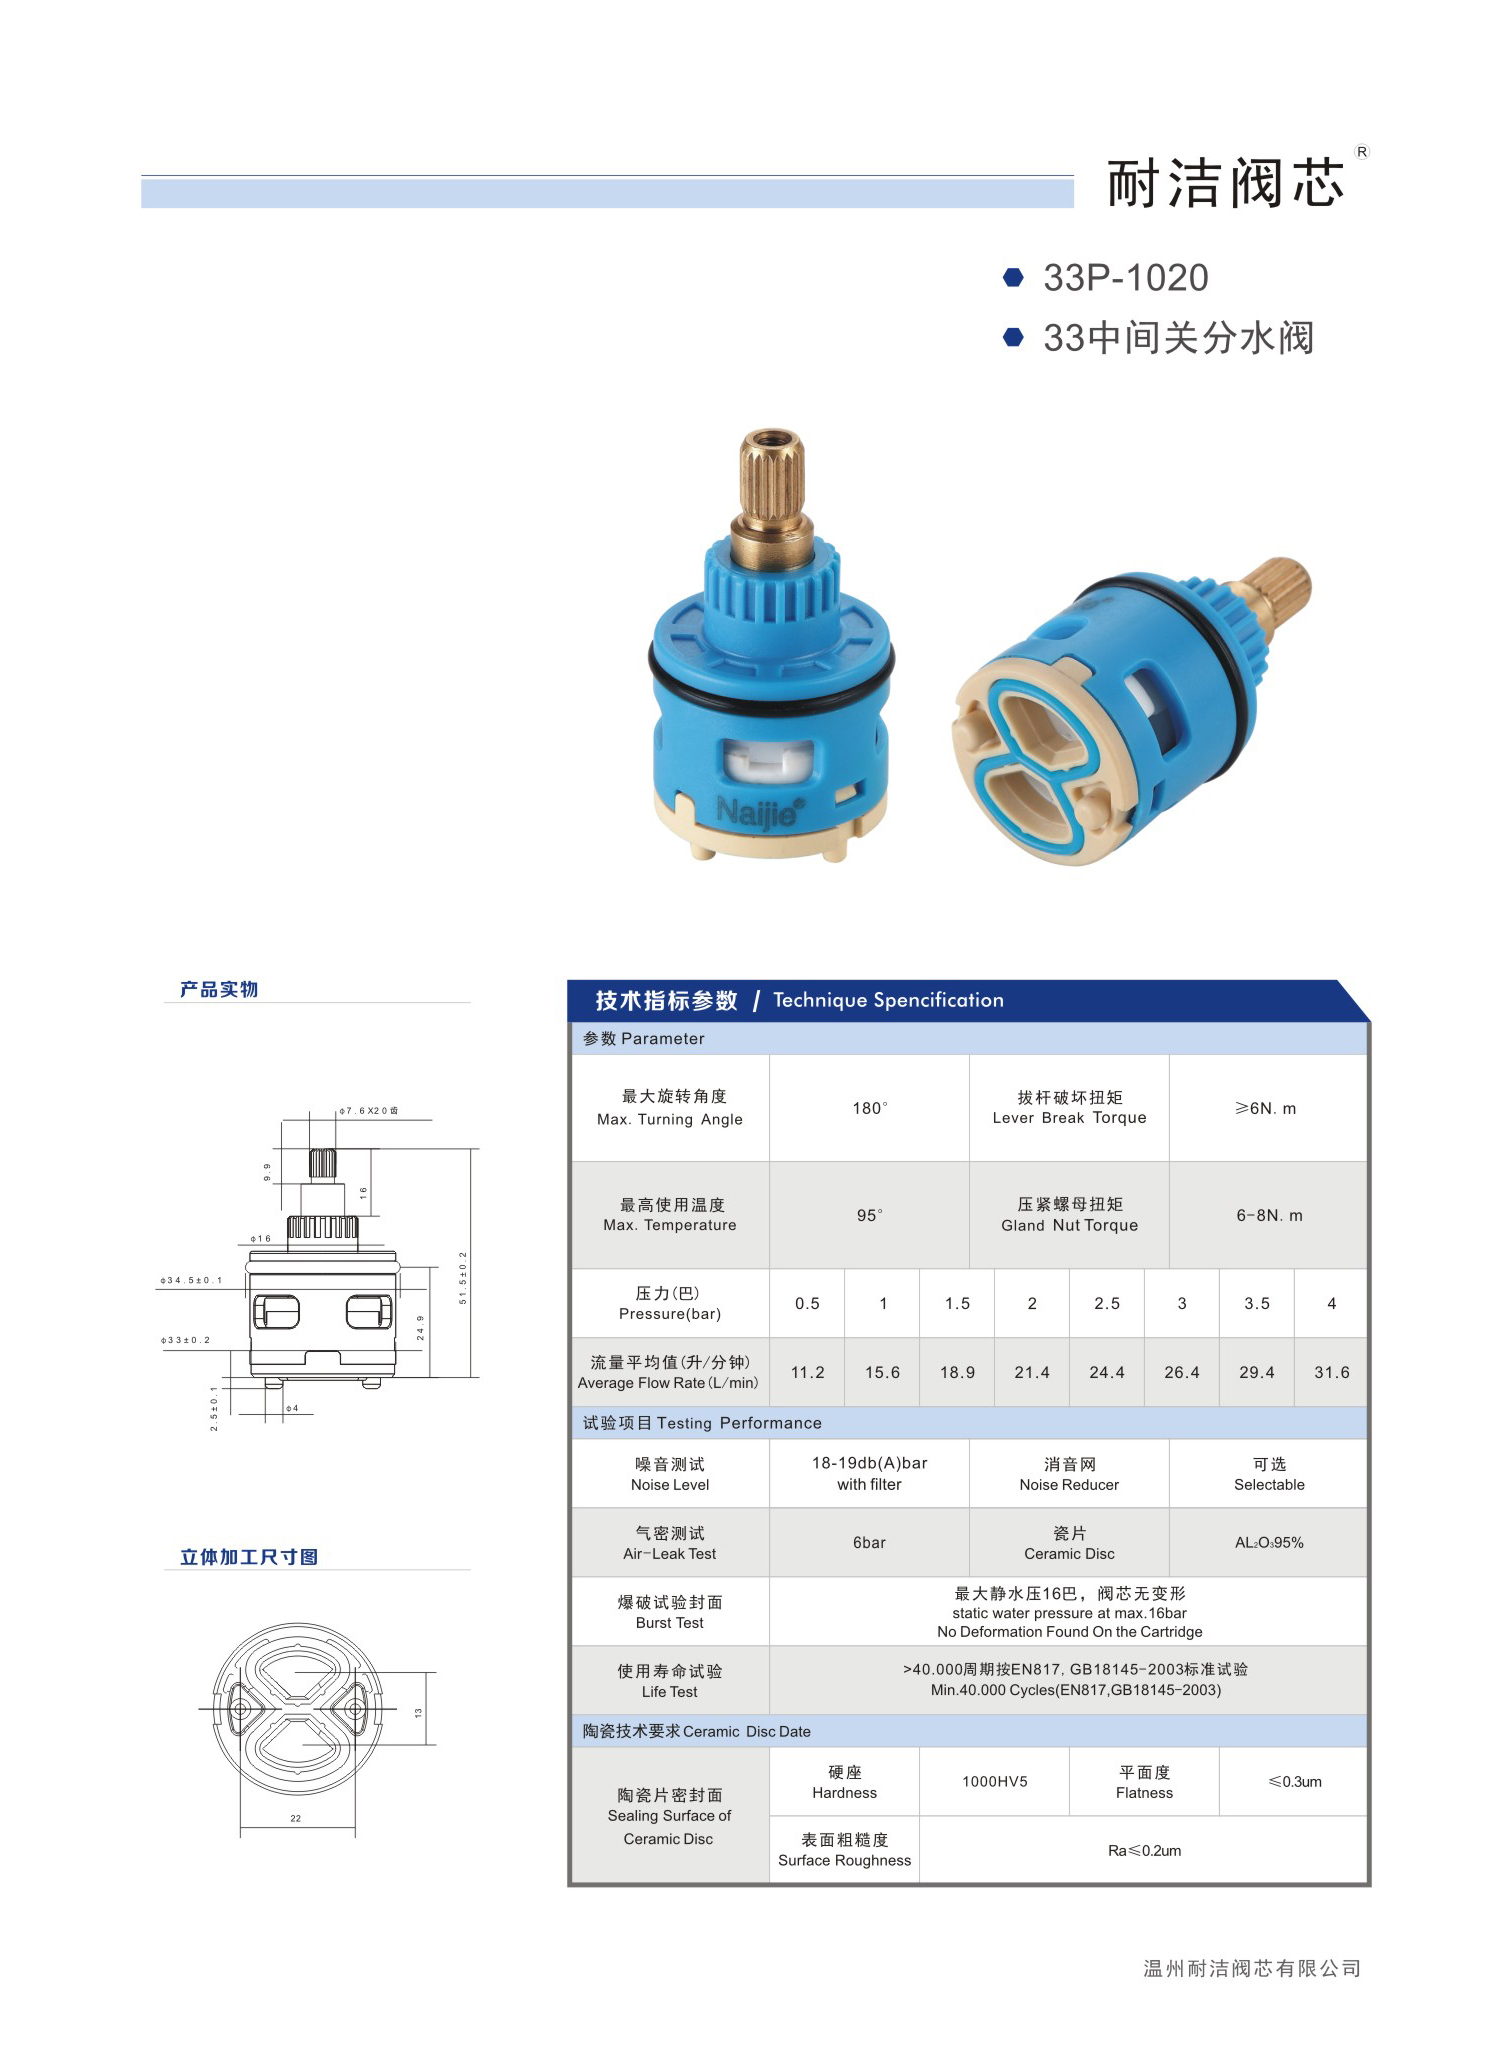 耐洁阀芯®
33P-1020
33中间关分水阀
Naijie®
产品实物
φ7.6X20齿
9.9
16
φ16
φ34.5±0.1
51.5±0.2
24.9
φ33±0.2
2.5±0.1
φ4
立体加工尺寸图
13
22
技术指标参数 / Technique Spencification
参数 Parameter
最大旋转角度
Max. Turning Angle
180°
拔杆破坏扭矩
Lever Break Torque
≥6N. m
最高使用温度
Max. Temperature
95°
压紧螺母扭矩
Gland Nut Torque
6-8N. m
压力(巴)
Pressure(bar)
0.5 1 1.5 2 2.5 3 3.5 4
流量平均值(升/分钟)
Average Flow Rate(L/min)
11.2 15.6 18.9 21.4 24.4 26.4 29.4 31.6
试验项目 Testing Performance
噪音测试
Noise Level
18-19db(A)bar
with filter
消音网
Noise Reducer
可选
Selectable
气密测试
Air-Leak Test
6bar
瓷片
Ceramic Disc
AL₂O₃95%
爆破试验封面
Burst Test
最大静水压16巴，阀芯无变形
static water pressure at max.16bar
No Deformation Found On the Cartridge
使用寿命试验
Life Test
>40.000周期按EN817, GB18145-2003标准试验
Min.40.000 Cycles(EN817,GB18145-2003)
陶瓷技术要求 Ceramic Disc Date
陶瓷片密封面
Sealing Surface of
Ceramic Disc
硬座
Hardness
1000HV5
平面度
Flatness
≤0.3um
表面粗糙度
Surface Roughness
Ra≤0.2um
温州耐洁阀芯有限公司